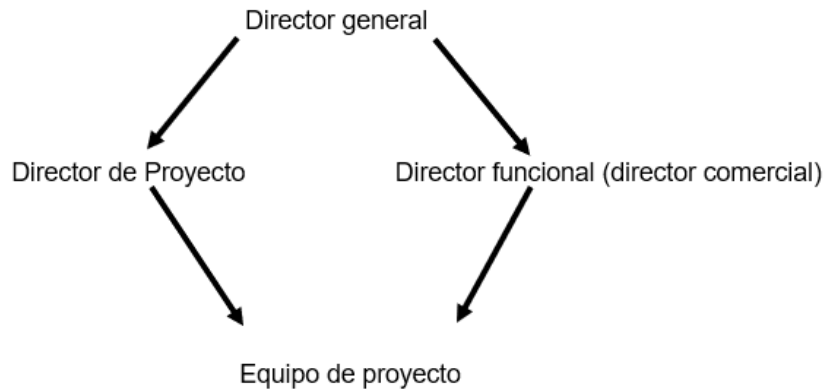 Director general
Director de Proyecto
Director funcional (director comercial)
Equipo de proyecto